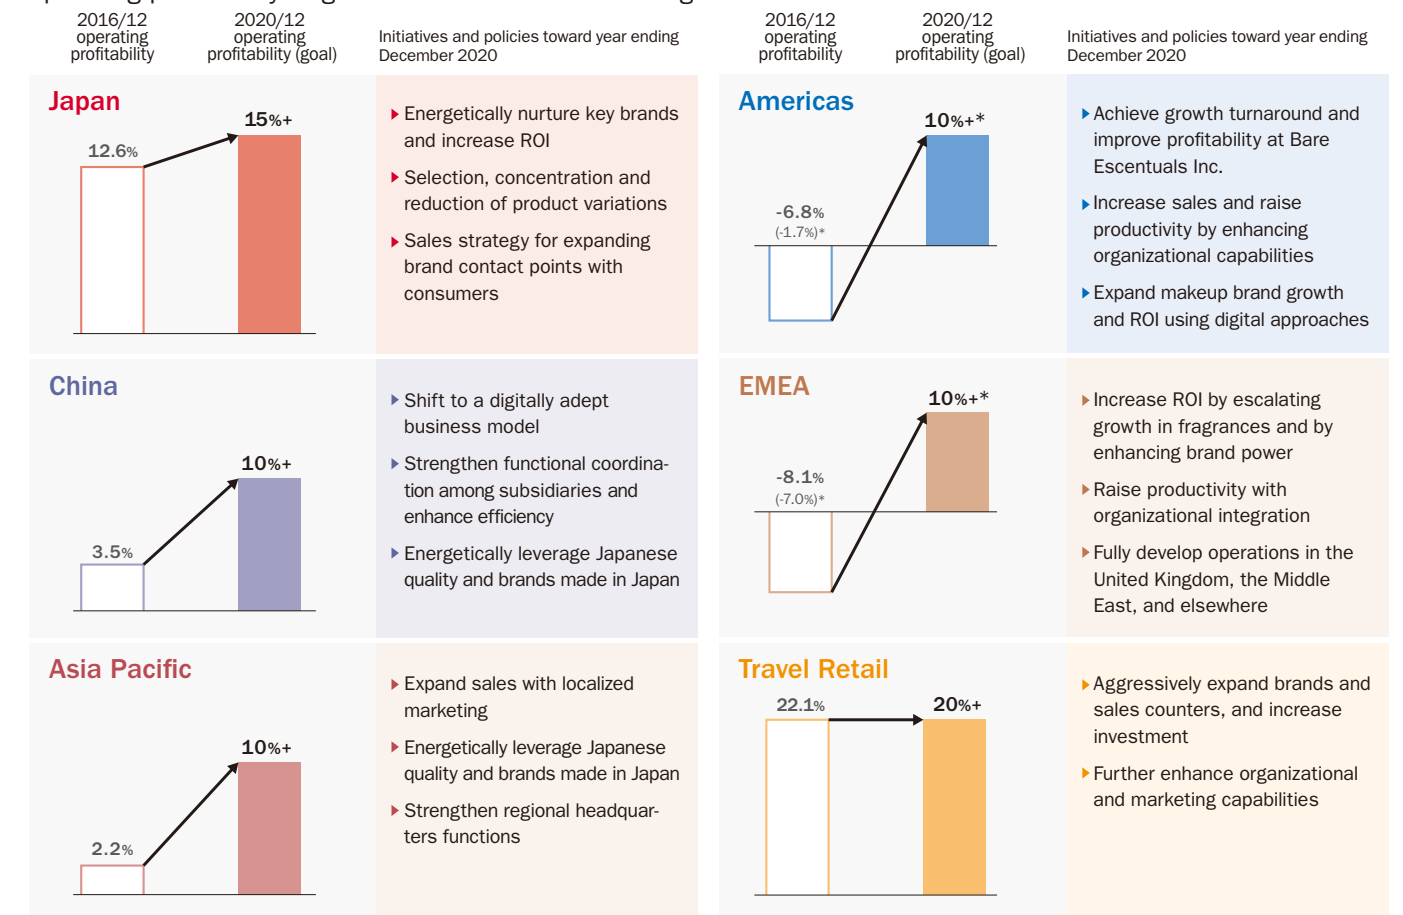 2016/12
operating
profitability
2020/12
operating
profitability (goal)
Initiatives and policies toward year ending
December 2020
Japan
12.6%
15%+
Energetically nurture key brands
and increase ROI
Selection, concentration and
reduction of product variations
Sales strategy for expanding
brand contact points with
consumers
China
3.5%
10%+
Shift to a digitally adept
business model
Strengthen functional coordina-
tion among subsidiaries and
enhance efficiency
Energetically leverage Japanese
quality and brands made in Japan
Asia Pacific
2.2%
10%+
Expand sales with localized
marketing
Energetically leverage Japanese
quality and brands made in Japan
Strengthen regional headquar-
ters functions
2016/12
operating
profitability
2020/12
operating
profitability (goal)
Initiatives and policies toward year ending
December 2020
Americas
-6.8%
(-1.7%)*
10%+*
Achieve growth turnaround and
improve profitability at Bare
Escentuals Inc.
Increase sales and raise
productivity by enhancing
organizational capabilities
Expand makeup brand growth
and ROI using digital approaches
EMEA
-8.1%
(-7.0%)*
10%+*
Increase ROI by escalating
growth in fragrances and by
enhancing brand power
Raise productivity with
organizational integration
Fully develop operations in the
United Kingdom, the Middle
East, and elsewhere
Travel Retail
22.1%
20%+
Aggressively expand brands and
sales counters, and increase
investment
Further enhance organizational
and marketing capabilities